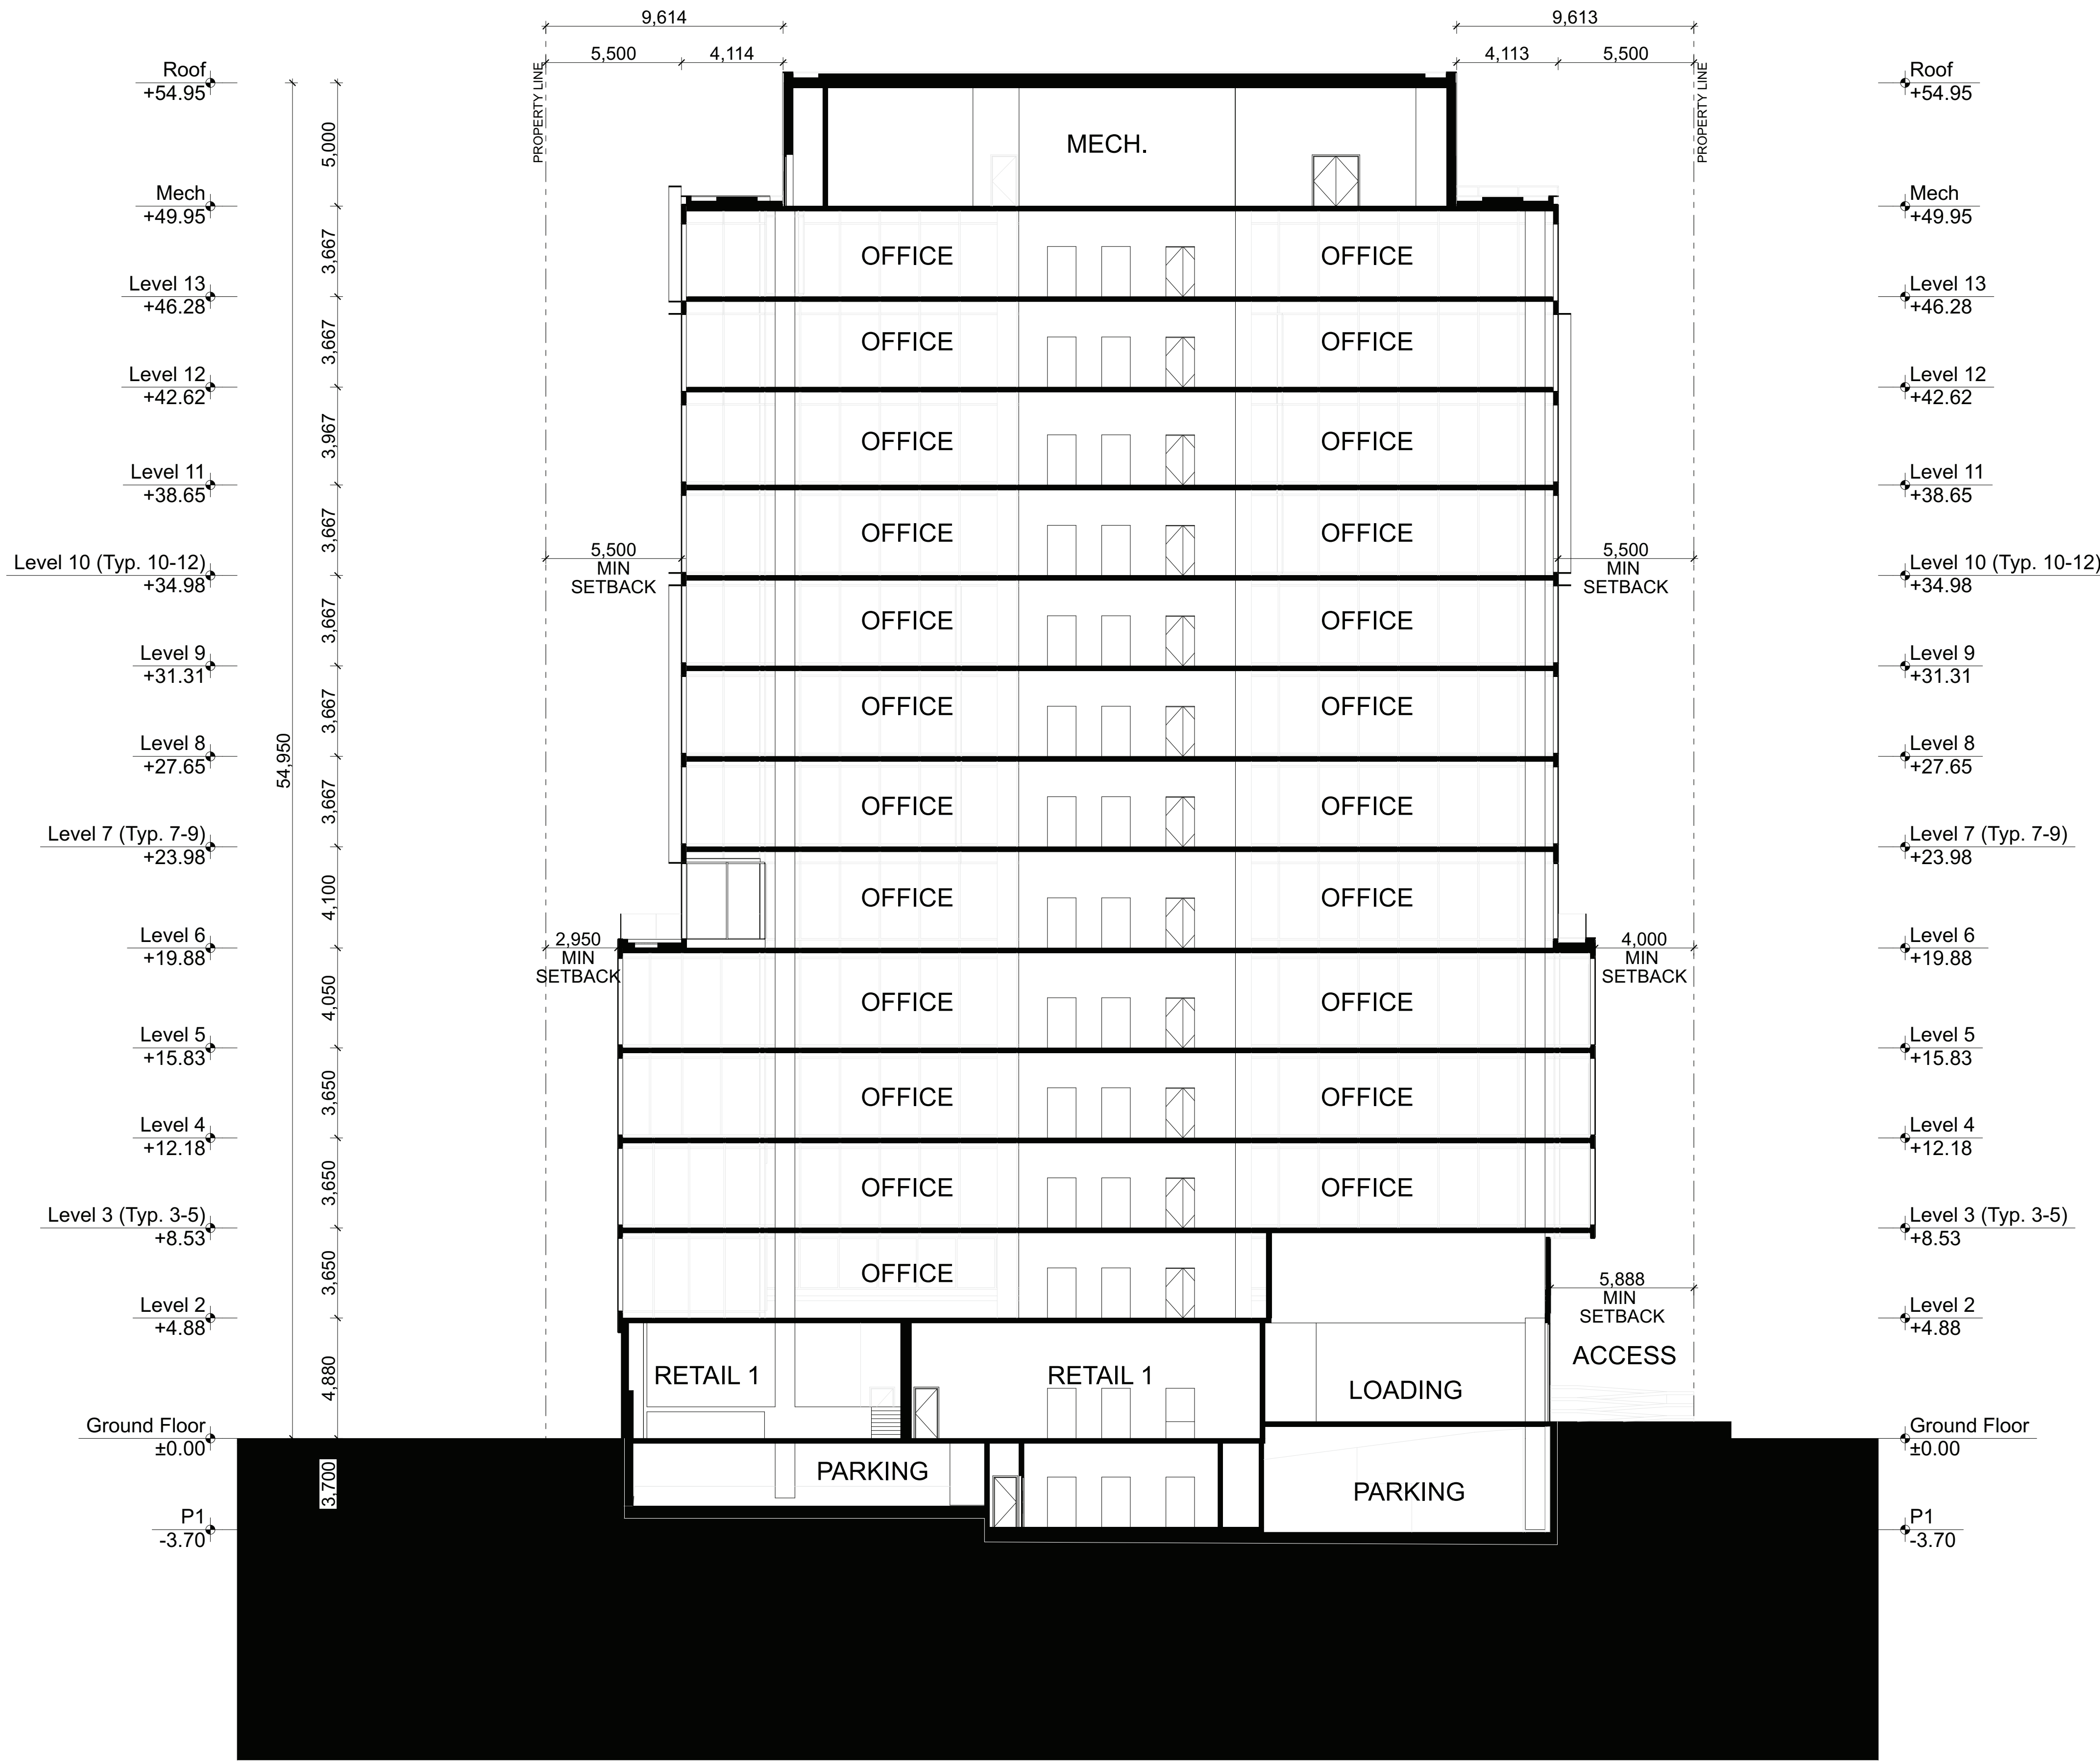 9,614
9,613
5,500
4,114
4,113
5,500
PROPERTY LINE
PROPERTY LINE
Roof
+54.95
Roof
+54.95
5,000
MECH.
Mech
+49.95
Mech
+49.95
3,667
OFFICE
OFFICE
Level 13
+46.28
Level 13
+46.28
3,667
OFFICE
OFFICE
Level 12
+42.62
Level 12
+42.62
3,967
OFFICE
OFFICE
Level 11
+38.65
Level 11
+38.65
3,667
OFFICE
OFFICE
5,500
MIN
SETBACK
5,500
MIN
SETBACK
Level 10 (Typ. 10-12)
+34.98
Level 10 (Typ. 10-12)
+34.98
3,667
OFFICE
OFFICE
Level 9
+31.31
Level 9
+31.31
3,667
OFFICE
OFFICE
Level 8
+27.65
Level 8
+27.65
54,950
3,667
OFFICE
OFFICE
Level 7 (Typ. 7-9)
+23.98
Level 7 (Typ. 7-9)
+23.98
4,100
OFFICE
OFFICE
Level 6
+19.88
Level 6
+19.88
2,950
MIN
SETBACK
4,000
MIN
SETBACK
4,050
OFFICE
OFFICE
Level 5
+15.83
Level 5
+15.83
3,650
OFFICE
OFFICE
Level 4
+12.18
Level 4
+12.18
3,650
OFFICE
OFFICE
Level 3 (Typ. 3-5)
+8.53
Level 3 (Typ. 3-5)
+8.53
3,650
OFFICE
5,888
MIN
SETBACK
Level 2
+4.88
Level 2
+4.88
4,880
RETAIL 1
RETAIL 1
LOADING
ACCESS
Ground Floor
±0.00
Ground Floor
±0.00
3,700
PARKING
PARKING
P1
-3.70
P1
-3.70